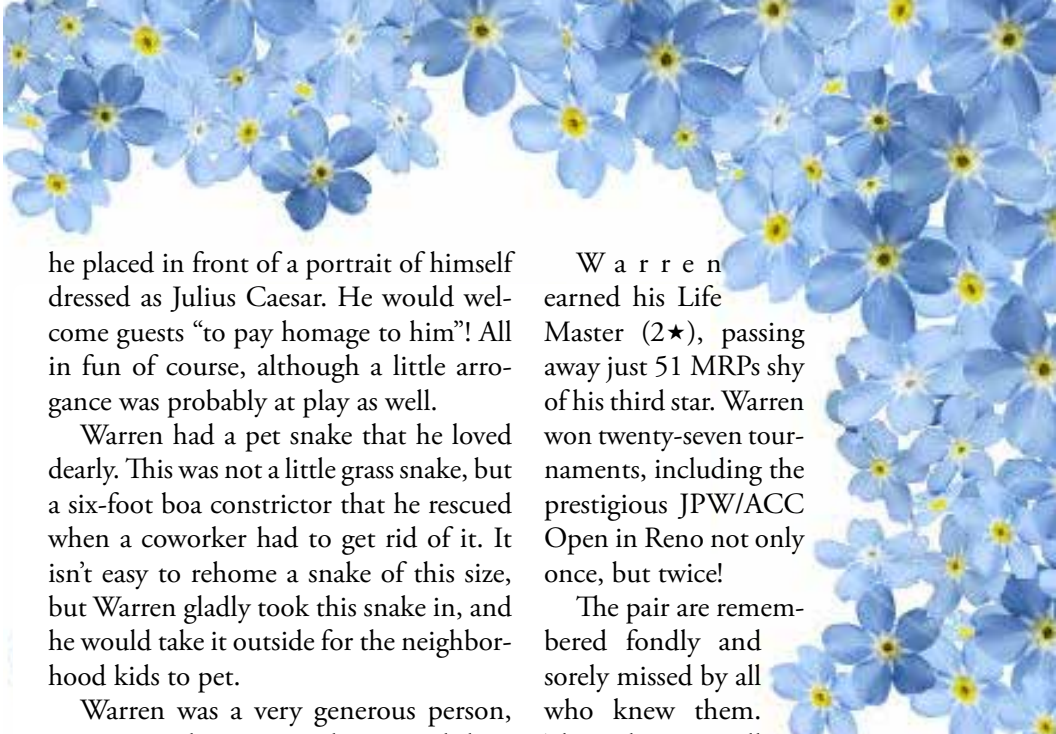 he placed in front of a portrait of himself
dressed as Julius Caesar. He would wel-
come guests “to pay homage to him”! All
in fun of course, although a little arro-
gance was probably at play as well.
Warren had a pet snake that he loved
dearly. This was not a little grass snake, but
a six-foot boa constrictor that he rescued
when a coworker had to get rid of it. It
isn’t easy to rehome a snake of this size,
but Warren gladly took this snake in, and
he would take it outside for the neighbor-
hood kids to pet.
Warren was a very generous person,
Warren
earned his Life
Master (2★), passing
away just 51 MRPs shy
of his third star. Warren
won twenty-seven tour-
naments, including the
prestigious JPW/ACC
Open in Reno not only
once, but twice!
The pair are remem-
bered fondly and
sorely missed by all
who knew them.